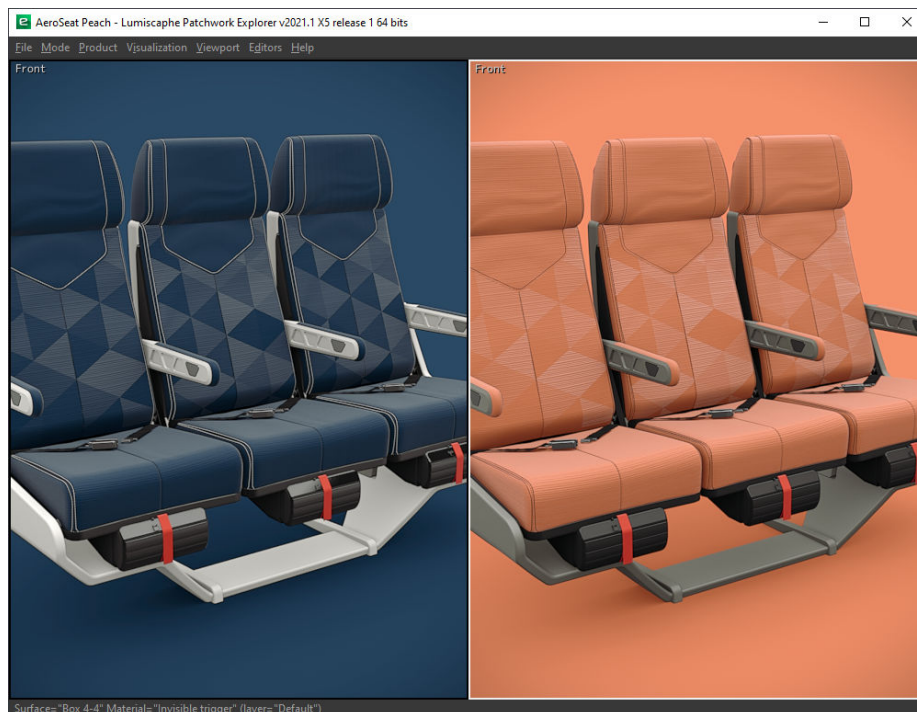 AeroSeat Peach - Lumiscaphe Patchwork Explorer v2021.1 X5 release 1 64 bits
File Mode Product Visualization Viewport Editors Help
Front
Front
Surface="Box 4-4" Material="Invisible trigger" (layer="Default")